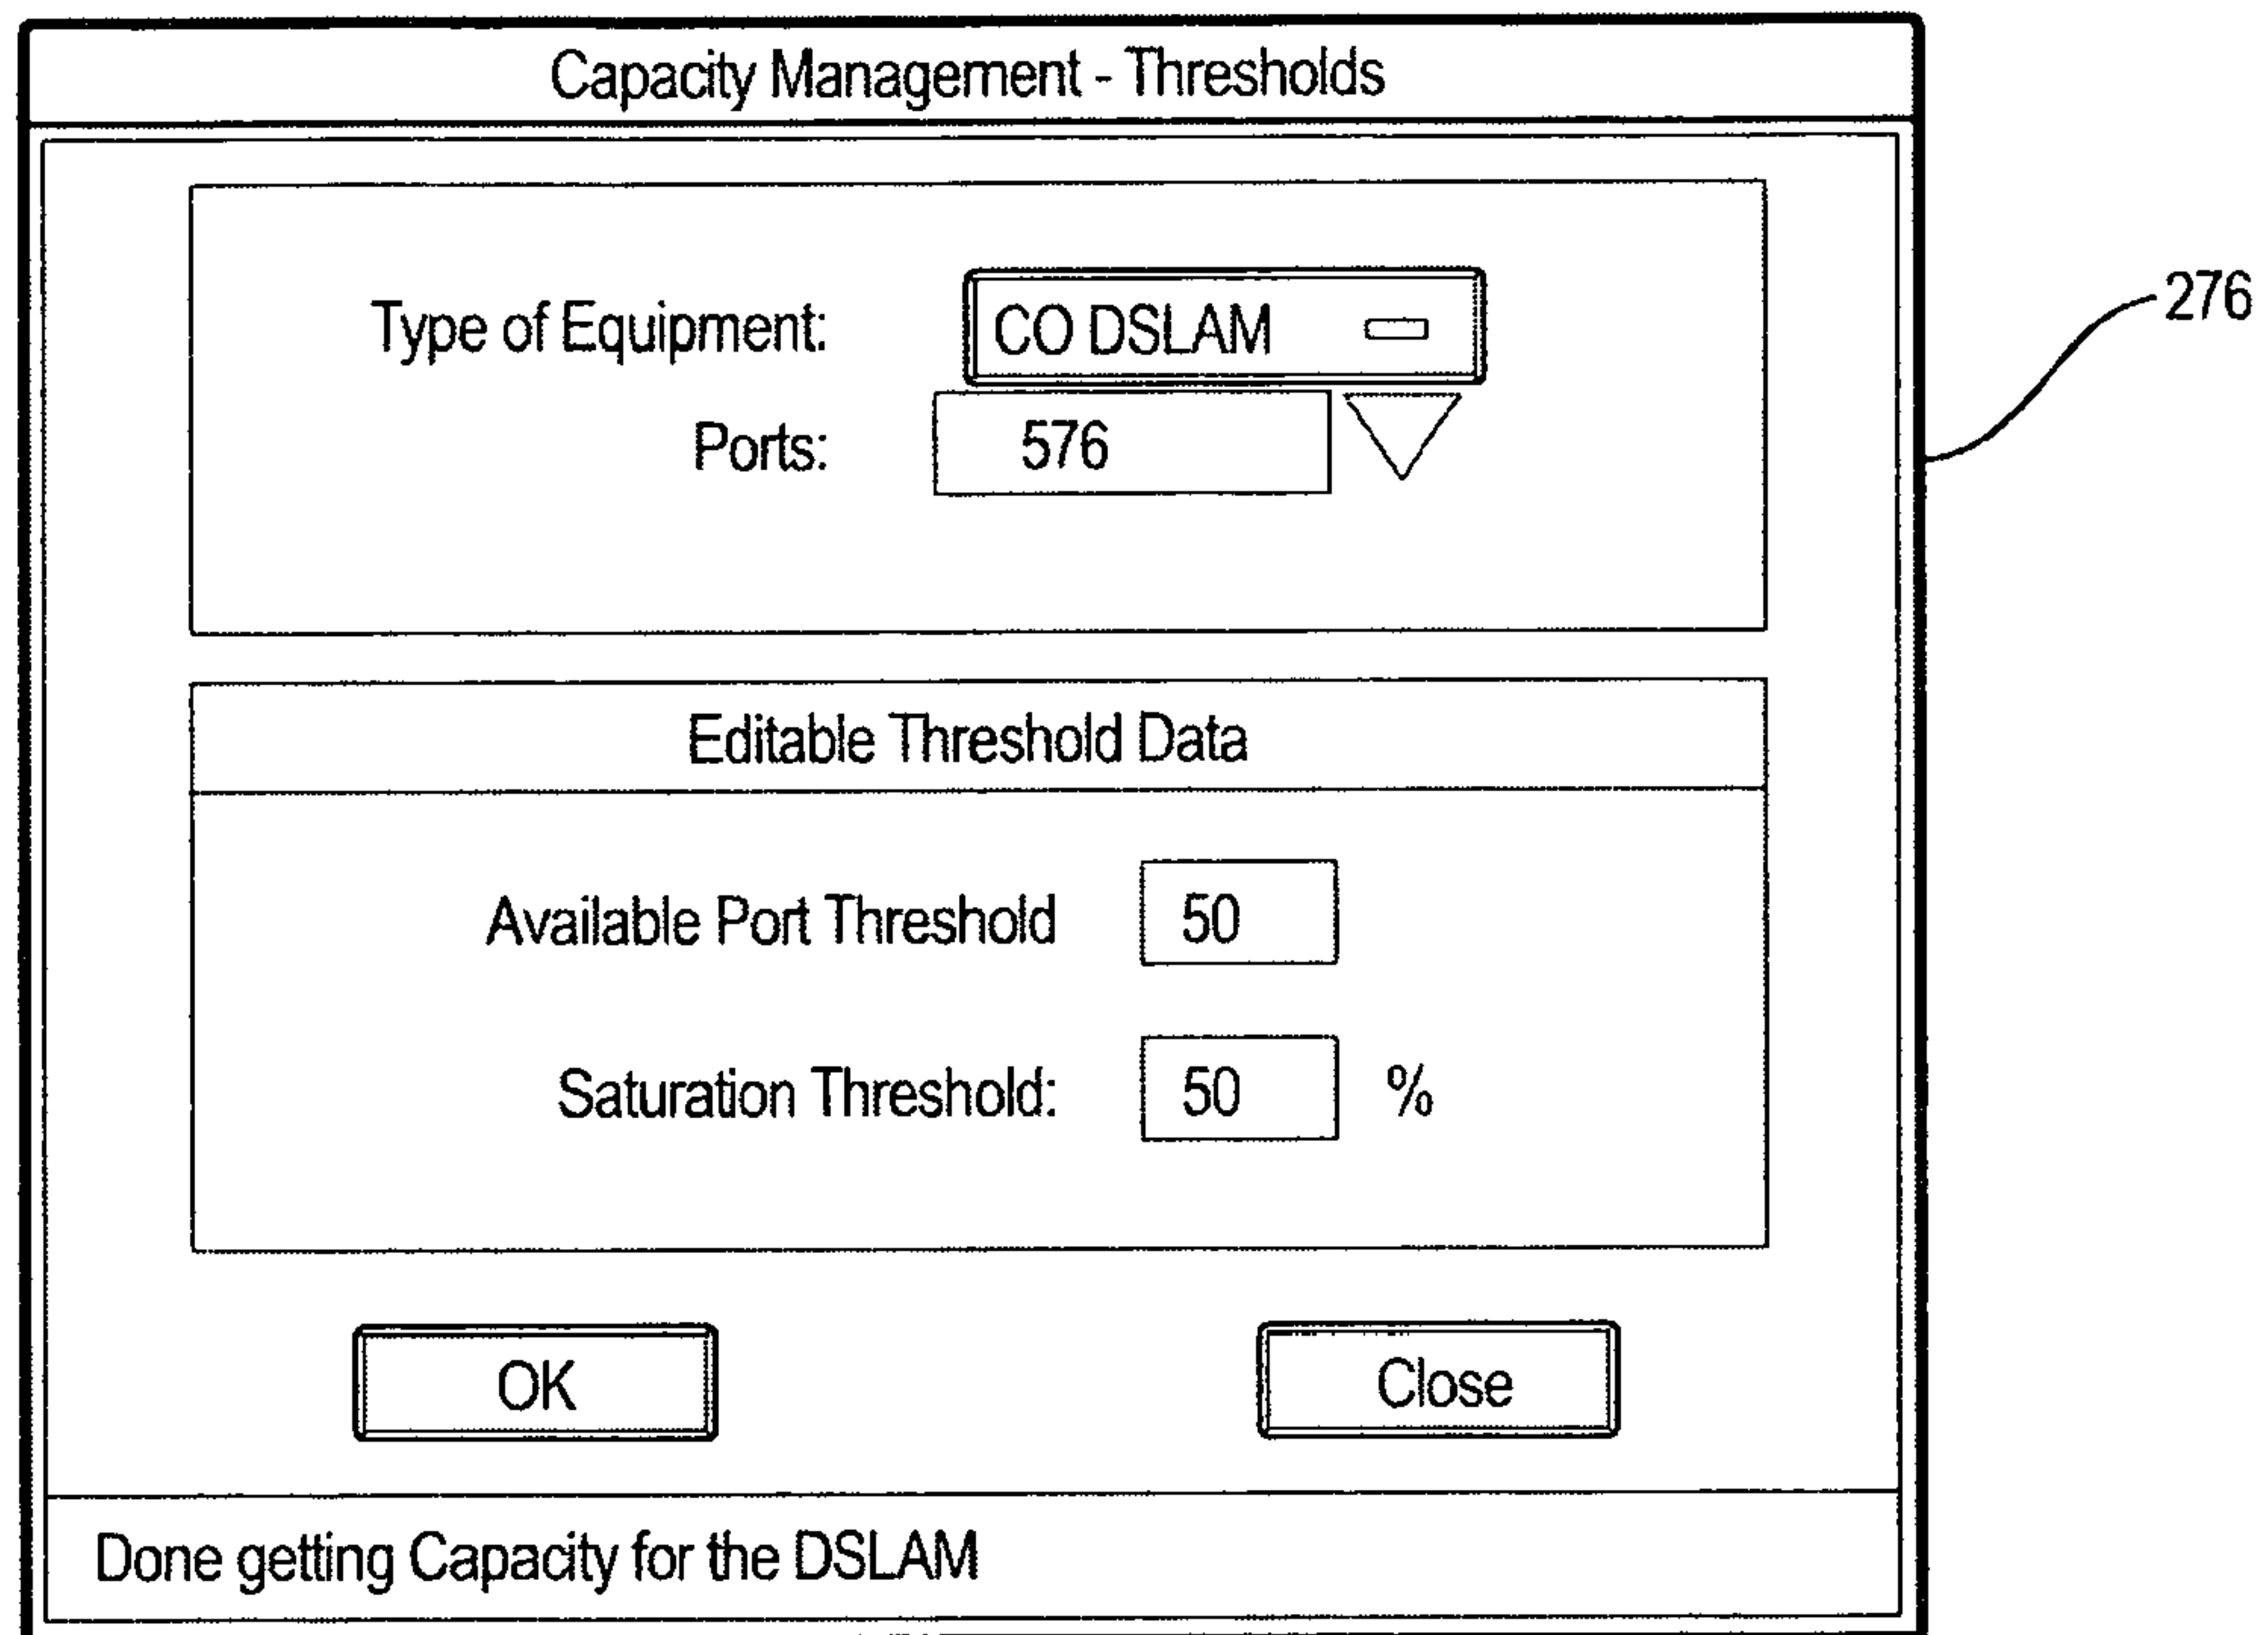 Capacity Management - Thresholds
Type of Equipment: CO DSLAM
276
Ports: 576
Editable Threshold Data
Available Port Threshold 50
Saturation Threshold: 50 %
OK Close
Done getting Capacity for the DSLAM